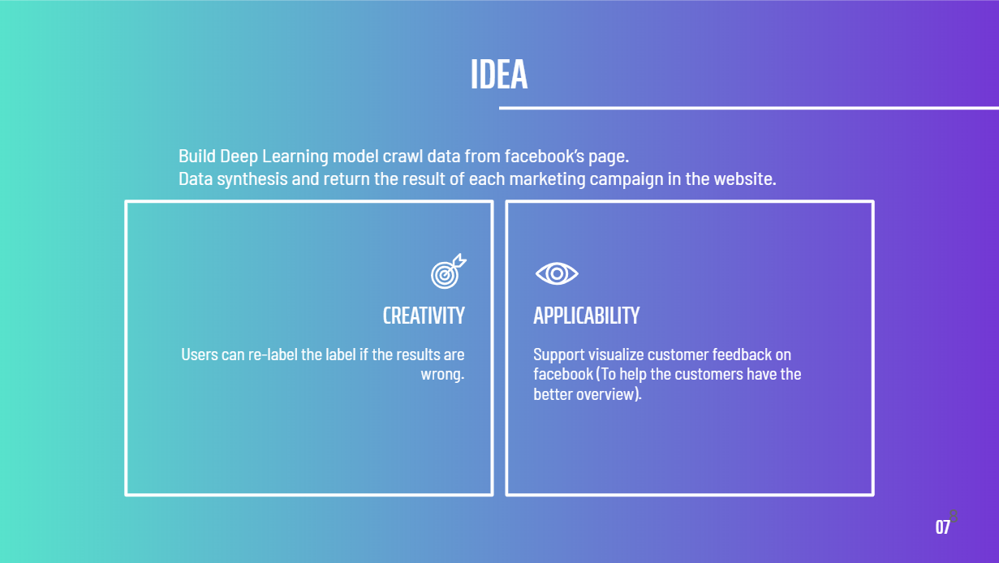 IDEA
Build Deep Learning model crawl data from facebook’s page.
Data synthesis and return the result of each marketing campaign in the website.
CREATIVITY
Users can re-label the label if the results are
wrong.
APPLICABILITY
Support visualize customer feedback on
facebook (To help the customers have the
better overview).
07
8